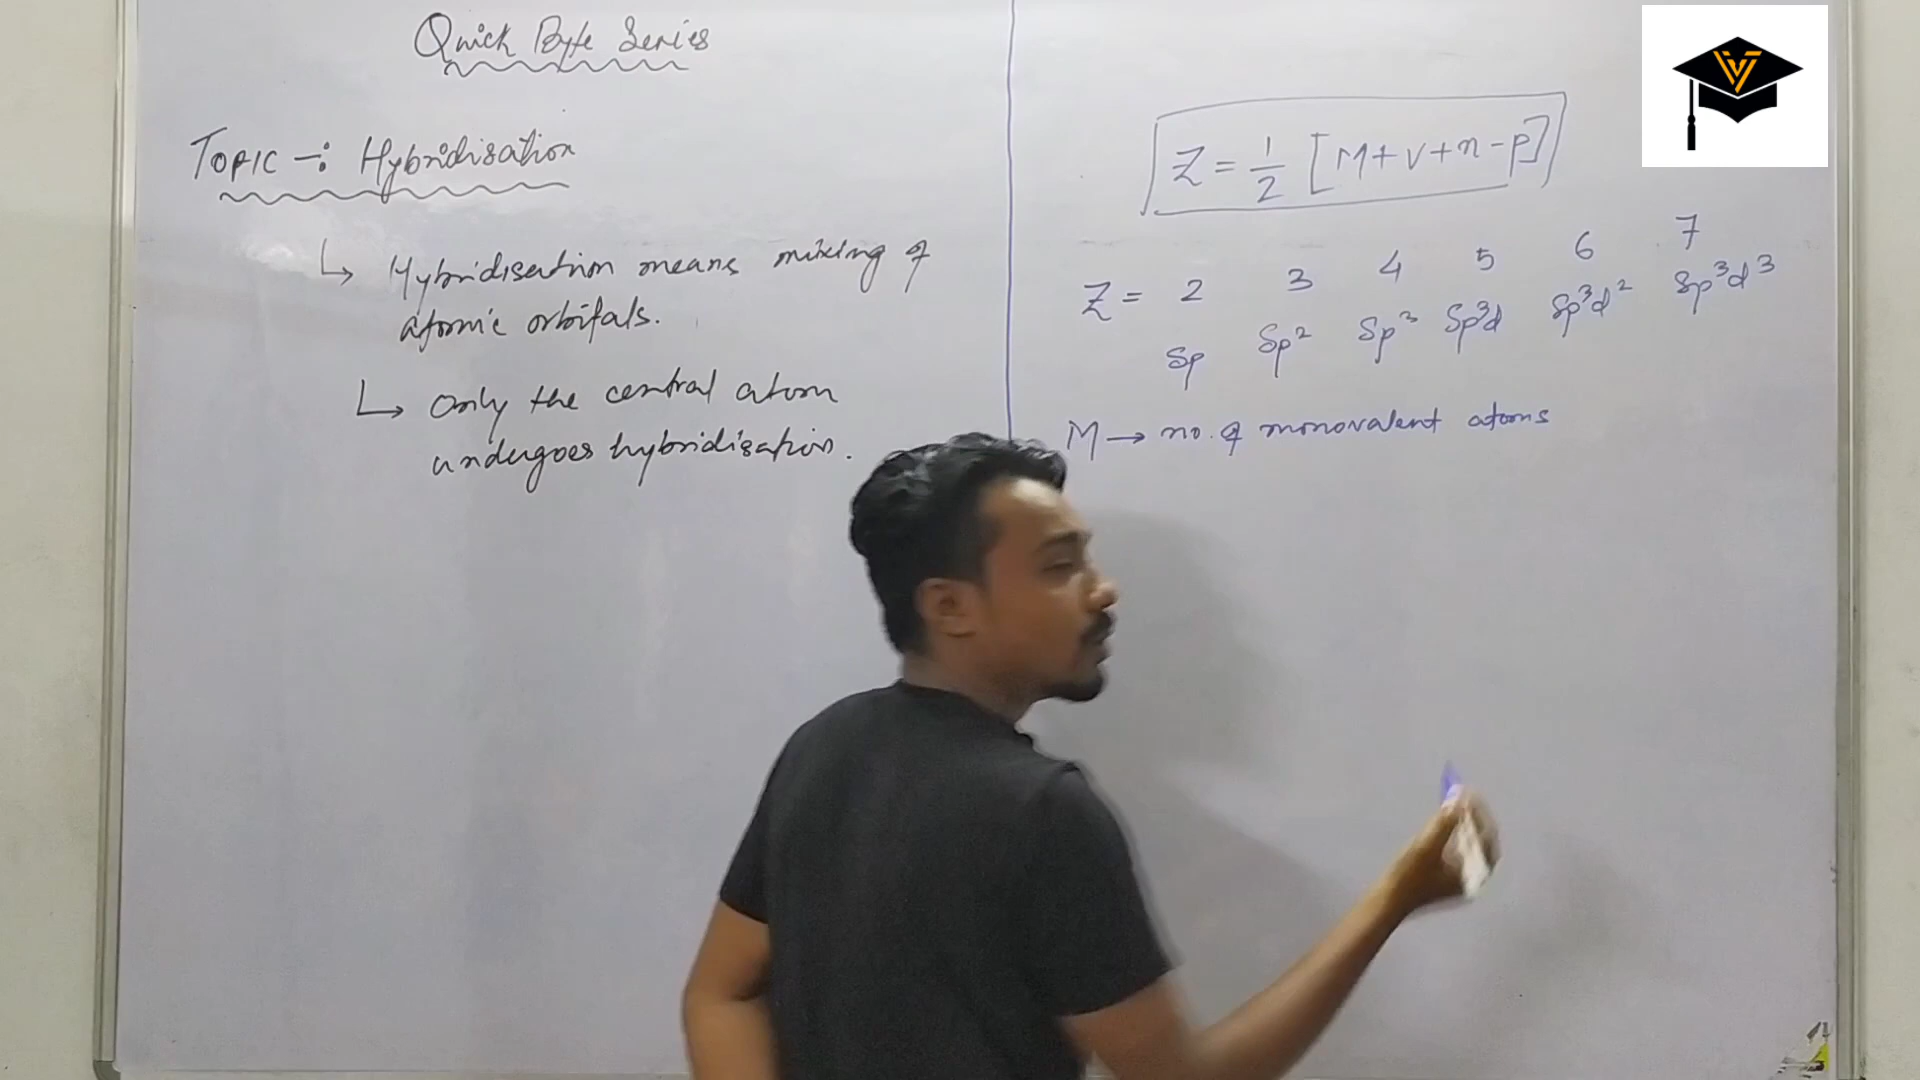 Quick Byte Series
TOPIC -: Hybridisation
↳ Hybridisation means mixing of
atomic orbitals.
↳ Only the central atom
undergoes hybridisation.
Z = 1/2 [M+V+n-p]
Z = 2 3 4 5 6 7
sp sp² sp³ sp³d sp³d² sp³d³
M → no. of monovalent atoms